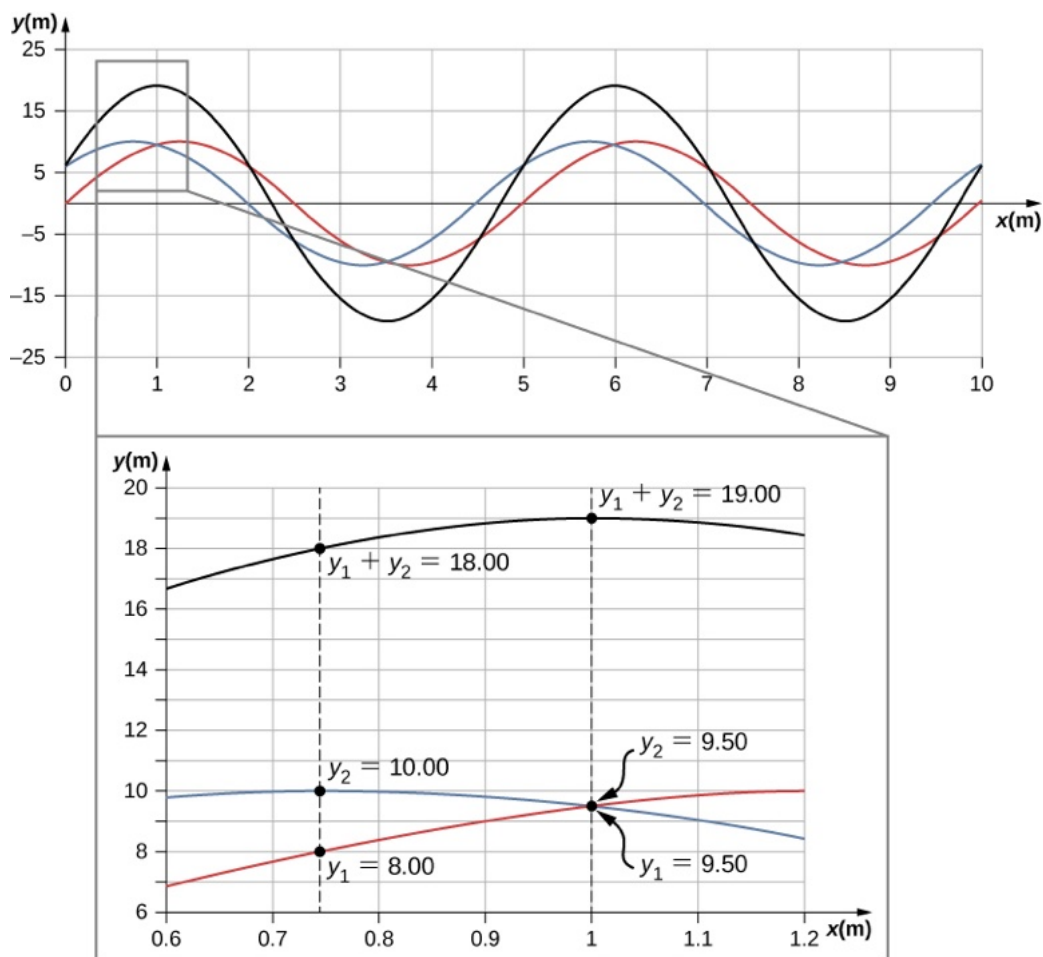 y(m)
25
15
5
–5
–15
–25
x(m)
0 1 2 3 4 5 6 7 8 9 10
y(m)
20
18
16
14
12
10
8
6
y₁ + y₂ = 19.00
y₁ + y₂ = 18.00
y₂ = 9.50
y₂ = 10.00
y₁ = 8.00
y₁ = 9.50
0.6 0.7 0.8 0.9 1 1.1 1.2 x(m)